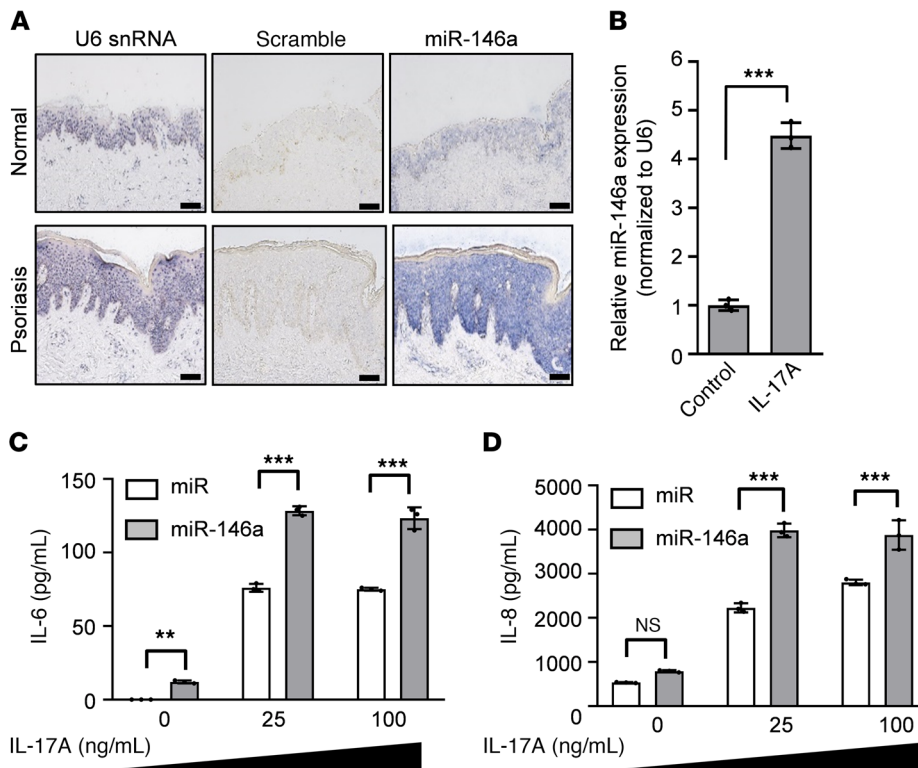 A
U6 snRNA
Scramble
miR-146a
Normal
Psoriasis
B
Relative miR-146a expression
(normalized to U6)
6
5
4
3
2
1
0
***
Control
IL-17A
C
IL-6 (pg/mL)
150
100
50
0
miR
miR-146a
**
***
***
0
25
100
IL-17A (ng/mL)
D
IL-8 (pg/mL)
5000
4000
3000
2000
1000
0
miR
miR-146a
NS
***
***
0
25
100
IL-17A (ng/mL)